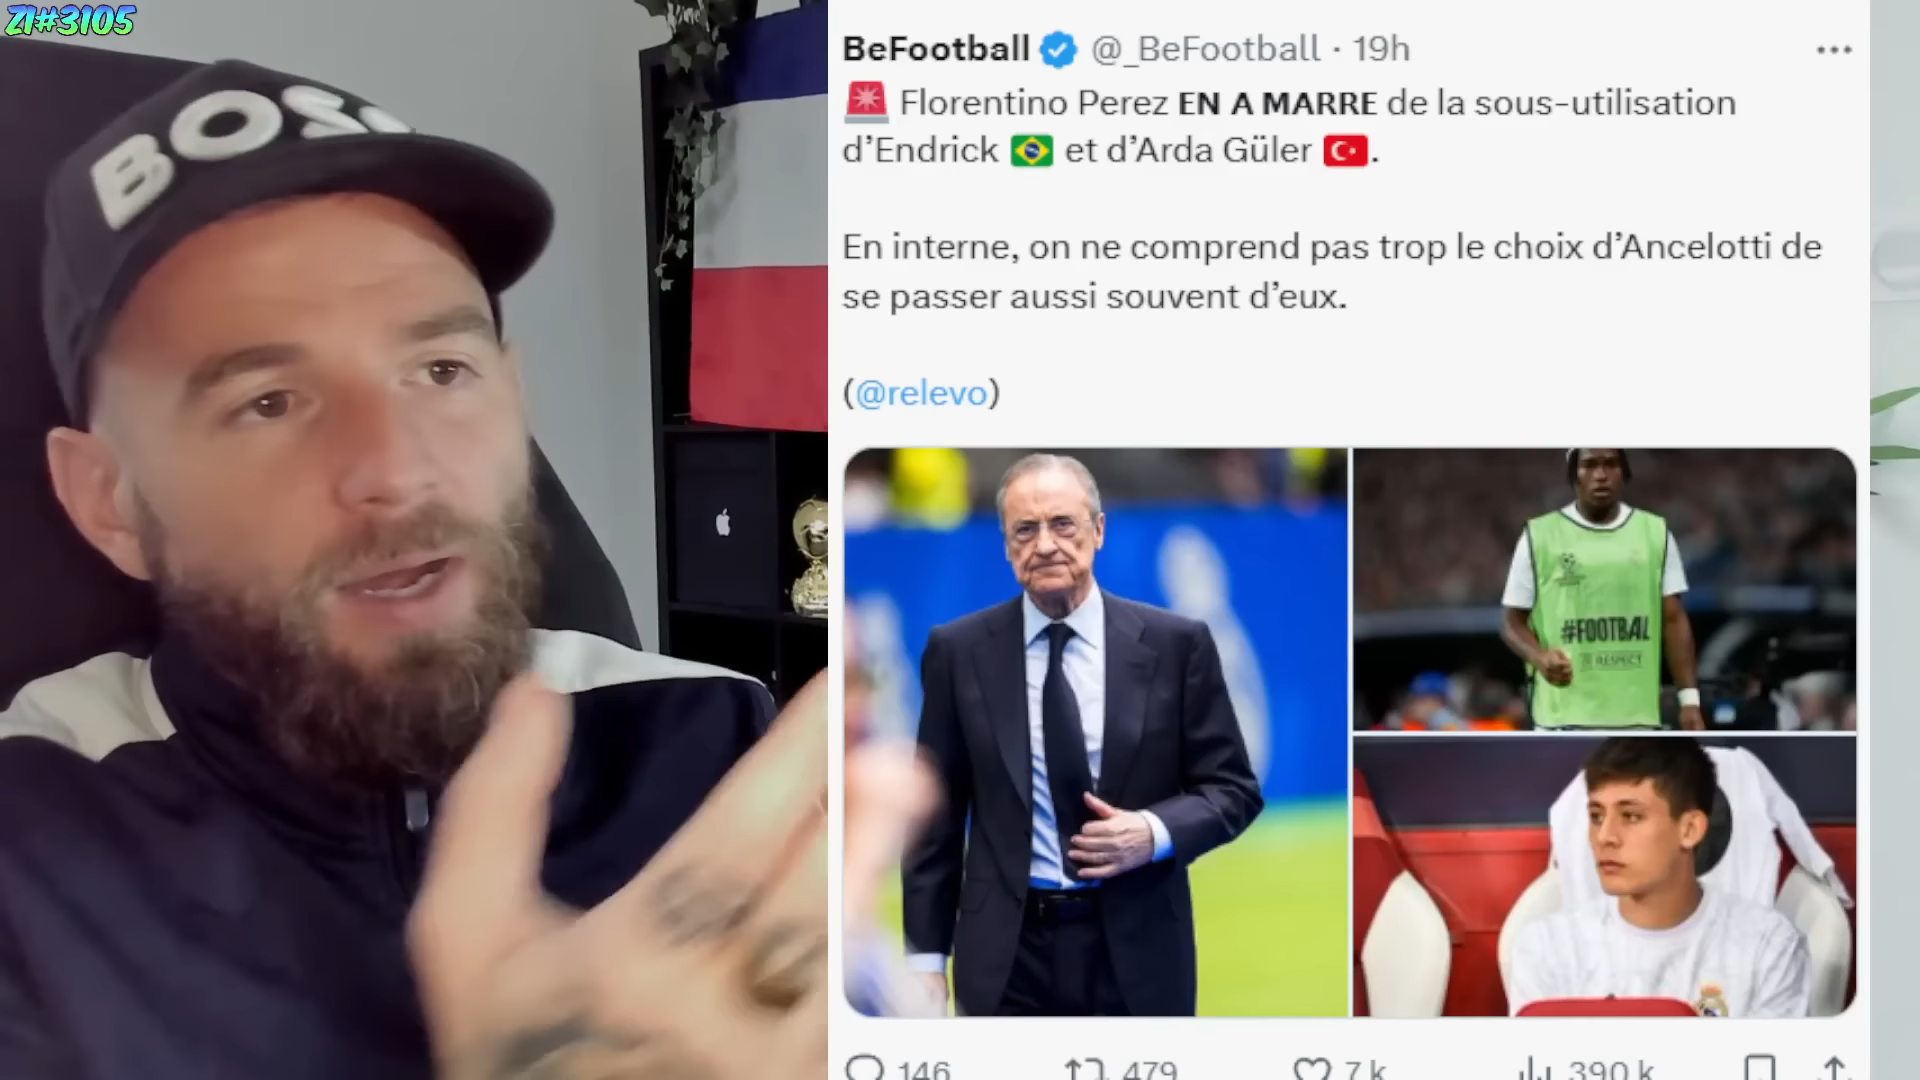 Z1#3105
BOSS
BeFootball @_BeFootball · 19h
🚨 Florentino Perez EN A MARRE de la sous-utilisation
d’Endrick 🇧🇷 et d’Arda Güler 🇹🇷.
En interne, on ne comprend pas trop le choix d’Ancelotti de
se passer aussi souvent d’eux.
(@relevo)
#FOOTBAL
RESPECT
146 479 7 k 390 k